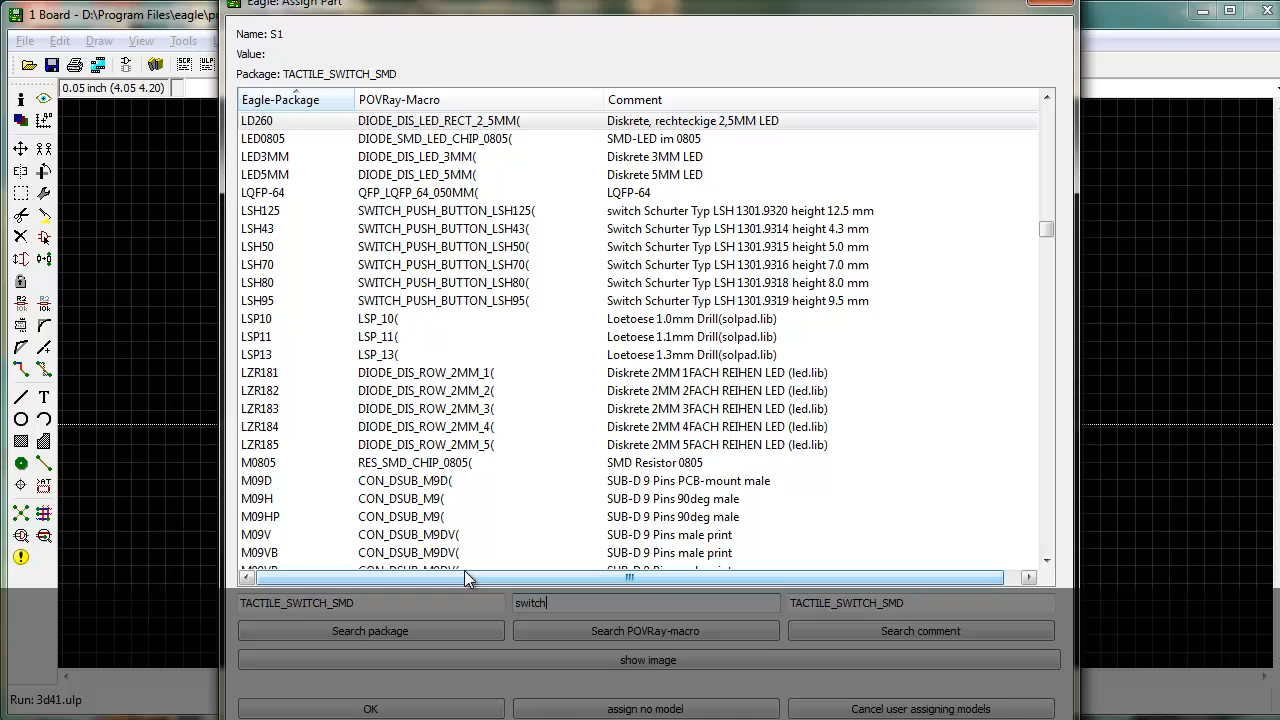 1 Board - D:\Program Files\eagle\pr
Eagle: Assign Part
File Edit Draw View Tools
0.05 inch (4.05 4.20)
Name: S1
Value:
Package: TACTILE_SWITCH_SMD
Eagle-Package POVRay-Macro Comment
LD260 DIODE_DIS_LED_RECT_2_5MM( Diskrete, rechteckige 2,5MM LED
LED0805 DIODE_SMD_LED_CHIP_0805( SMD-LED im 0805
LED3MM DIODE_DIS_LED_3MM( Diskrete 3MM LED
LED5MM DIODE_DIS_LED_5MM( Diskrete 5MM LED
LQFP-64 QFP_LQFP_64_050MM( LQFP-64
LSH125 SWITCH_PUSH_BUTTON_LSH125( switch Schurter Typ LSH 1301.9320 height 12.5 mm
LSH43 SWITCH_PUSH_BUTTON_LSH43( Switch Schurter Typ LSH 1301.9314 height 4.3 mm
LSH50 SWITCH_PUSH_BUTTON_LSH50( Switch Schurter Typ LSH 1301.9315 height 5.0 mm
LSH70 SWITCH_PUSH_BUTTON_LSH70( Switch Schurter Typ LSH 1301.9316 height 7.0 mm
LSH80 SWITCH_PUSH_BUTTON_LSH80( Switch Schurter Typ LSH 1301.9318 height 8.0 mm
LSH95 SWITCH_PUSH_BUTTON_LSH95( Switch Schurter Typ LSH 1301.9319 height 9.5 mm
LSP10 LSP_10( Loetoese 1.0mm Drill(solpad.lib)
LSP11 LSP_11( Loetoese 1.1mm Drill(solpad.lib)
LSP13 LSP_13( Loetoese 1.3mm Drill(solpad.lib)
LZR181 DIODE_DIS_ROW_2MM_1( Diskrete 2MM 1FACH REIHEN LED (led.lib)
LZR182 DIODE_DIS_ROW_2MM_2( Diskrete 2MM 2FACH REIHEN LED (led.lib)
LZR183 DIODE_DIS_ROW_2MM_3( Diskrete 2MM 3FACH REIHEN LED (led.lib)
LZR184 DIODE_DIS_ROW_2MM_4( Diskrete 2MM 4FACH REIHEN LED (led.lib)
LZR185 DIODE_DIS_ROW_2MM_5( Diskrete 2MM 5FACH REIHEN LED (led.lib)
M0805 RES_SMD_CHIP_0805( SMD Resistor 0805
M09D CON_DSUB_M9D( SUB-D 9 Pins PCB-mount male
M09H CON_DSUB_M9( SUB-D 9 Pins 90deg male
M09HP CON_DSUB_M9( SUB-D 9 Pins 90deg male
M09V CON_DSUB_M9DV( SUB-D 9 Pins male print
M09VB CON_DSUB_M9DV( SUB-D 9 Pins male print
TACTILE_SWITCH_SMD switch TACTILE_SWITCH_SMD
Search package Search POVRay-macro Search comment
show image
OK assign no model Cancel user assigning models
Run: 3d41.ulp